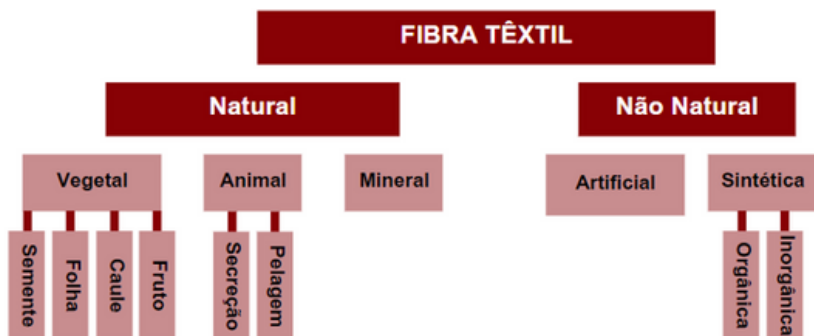 FIBRA TÊXTIL
Natural
Não Natural
Vegetal
Animal
Mineral
Artificial
Sintética
Semente
Folha
Caule
Fruto
Secreção
Pelagem
Orgânica
Inorgânica